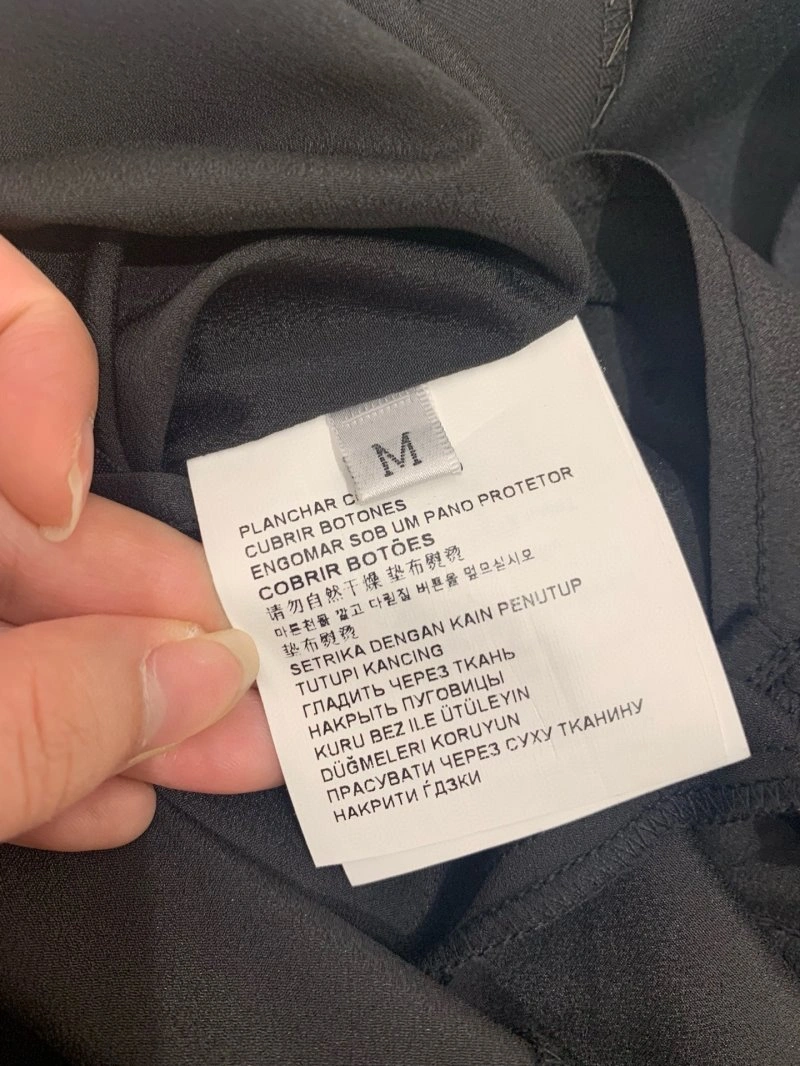 M
PLANCHAR
CUBRIR BOTONES
ENGOMAR SOB UM PANO PROTETOR
COBRIR BOTÕES
请勿自然干燥 垫布熨烫
마른천을 깔고 다림질 버튼을 덮으십시오
垫布熨烫
SETRIKA DENGAN KAIN PENUTUP
TUTUPI KANCING
ГЛАДИТЬ ЧЕРЕЗ ТКАНЬ
НАКРЫТЬ ПУГОВИЦЫ
KURU BEZ ILE ÜTÜLEYIN
DÜĞMELERI KORUYUN
ПРАСУВАТИ ЧЕРЕЗ СУХУ ТКАНИНУ
НАКРИТИ ЃДЗКИ